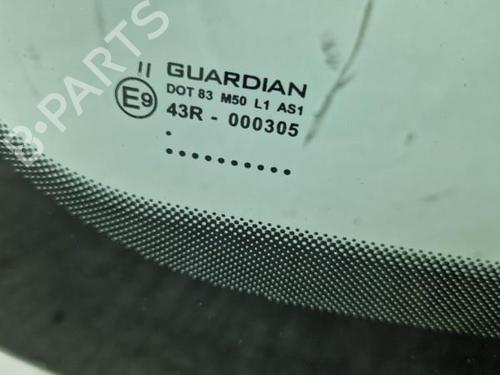 II GUARDIAN
DOT 83 M50 L1 AS1
E9 43R - 000305
.
..........
B-PARTS